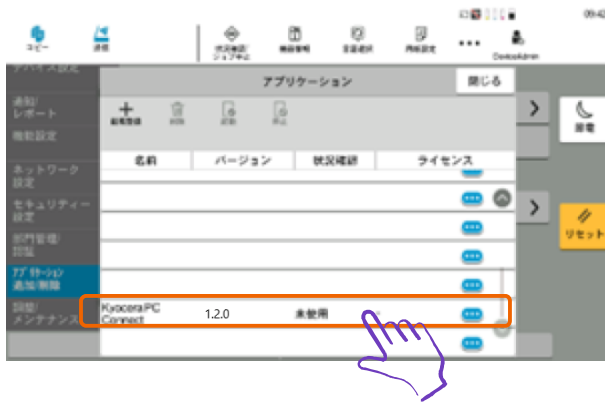 09:42
コピー
送信
状況確認/
ジョブ中止
機器情報
言語選択
DeviceAdmin
デバイス設定
通知/
レポート
機能設定
ネットワーク
設定
セキュリティー
設定
部門管理/
認証
アプリケーション
追加/削除
調整/
メンテナンス
アプリケーション
閉じる
新規登録
削除
起動
停止
名前 バージョン 状況確認 ライセンス
Kyocera PC
Connect
1.2.0 未使用
節電
リセット